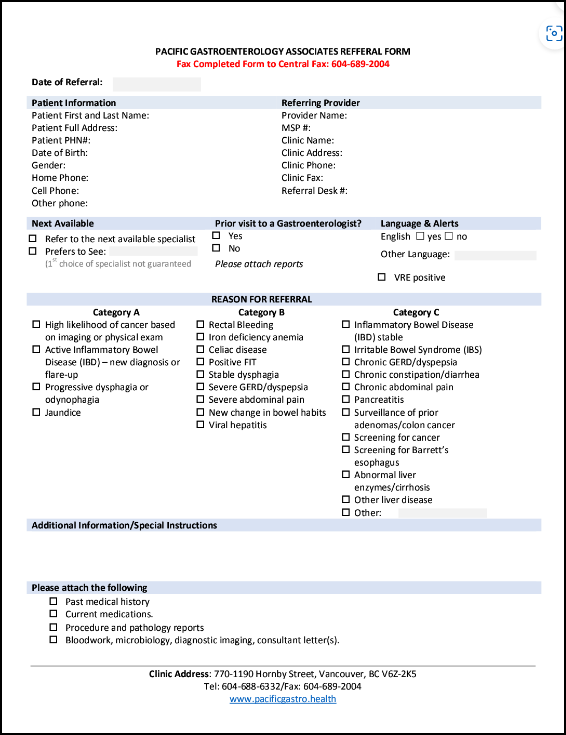 PACIFIC GASTROENTEROLOGY ASSOCIATES REFFERAL FORM
Fax Completed Form to Central Fax: 604-689-2004
Date of Referral:
Patient Information
Patient First and Last Name:
Patient Full Address:
Patient PHN#:
Date of Birth:
Gender:
Home Phone:
Cell Phone:
Other phone:
Referring Provider
Provider Name:
MSP #:
Clinic Name:
Clinic Address:
Clinic Phone:
Clinic Fax:
Referral Desk #:
Next Available
☐ Refer to the next available specialist
☐ Prefers to See:
(1st choice of specialist not guaranteed
Prior visit to a Gastroenterologist?
☐ Yes
☐ No
Please attach reports
Language & Alerts
English ☐ yes ☐ no
Other Language:
☐ VRE positive
REASON FOR REFERRAL
Category A
☐ High likelihood of cancer based
on imaging or physical exam
☐ Active Inflammatory Bowel
Disease (IBD) – new diagnosis or
flare-up
☐ Progressive dysphagia or
odynophagia
☐ Jaundice
Category B
☐ Rectal Bleeding
☐ Iron deficiency anemia
☐ Celiac disease
☐ Positive FIT
☐ Stable dysphagia
☐ Severe GERD/dyspepsia
☐ Severe abdominal pain
☐ New change in bowel habits
☐ Viral hepatitis
Category C
☐ Inflammatory Bowel Disease
(IBD) stable
☐ Irritable Bowel Syndrome (IBS)
☐ Chronic GERD/dyspepsia
☐ Chronic constipation/diarrhea
☐ Chronic abdominal pain
☐ Pancreatitis
☐ Surveillance of prior
adenomas/colon cancer
☐ Screening for cancer
☐ Screening for Barrett's
esophagus
☐ Abnormal liver
enzymes/cirrhosis
☐ Other liver disease
☐ Other:
Additional Information/Special Instructions
Please attach the following
☐ Past medical history
☐ Current medications.
☐ Procedure and pathology reports
☐ Bloodwork, microbiology, diagnostic imaging, consultant letter(s).
Clinic Address: 770-1190 Hornby Street, Vancouver, BC V6Z-2K5
Tel: 604-688-6332/Fax: 604-689-2004
www.pacificgastro.health